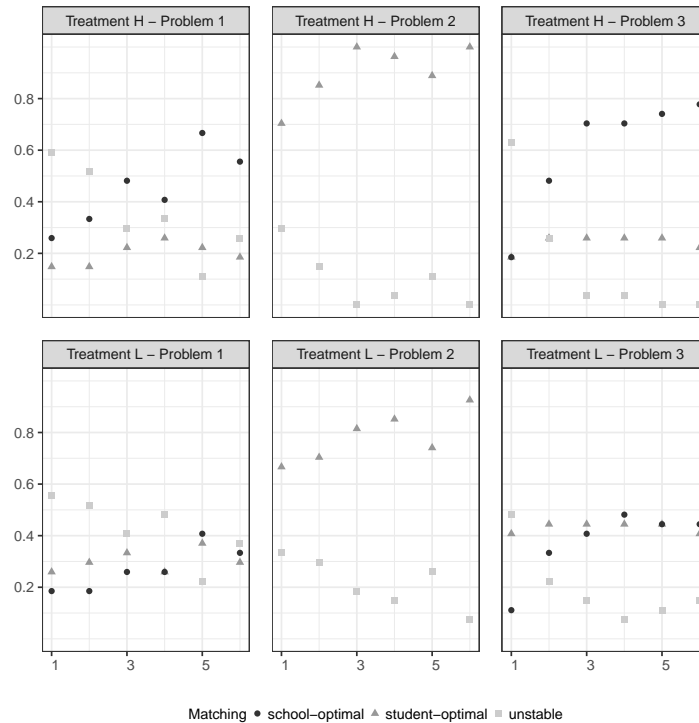 Treatment H − Problem 1
Treatment H − Problem 2
Treatment H − Problem 3
0.8
0.6
0.4
0.2
Treatment L − Problem 1
Treatment L − Problem 2
Treatment L − Problem 3
0.8
0.6
0.4
0.2
1 3 5
1 3 5
1 3 5
Matching school−optimal student−optimal unstable